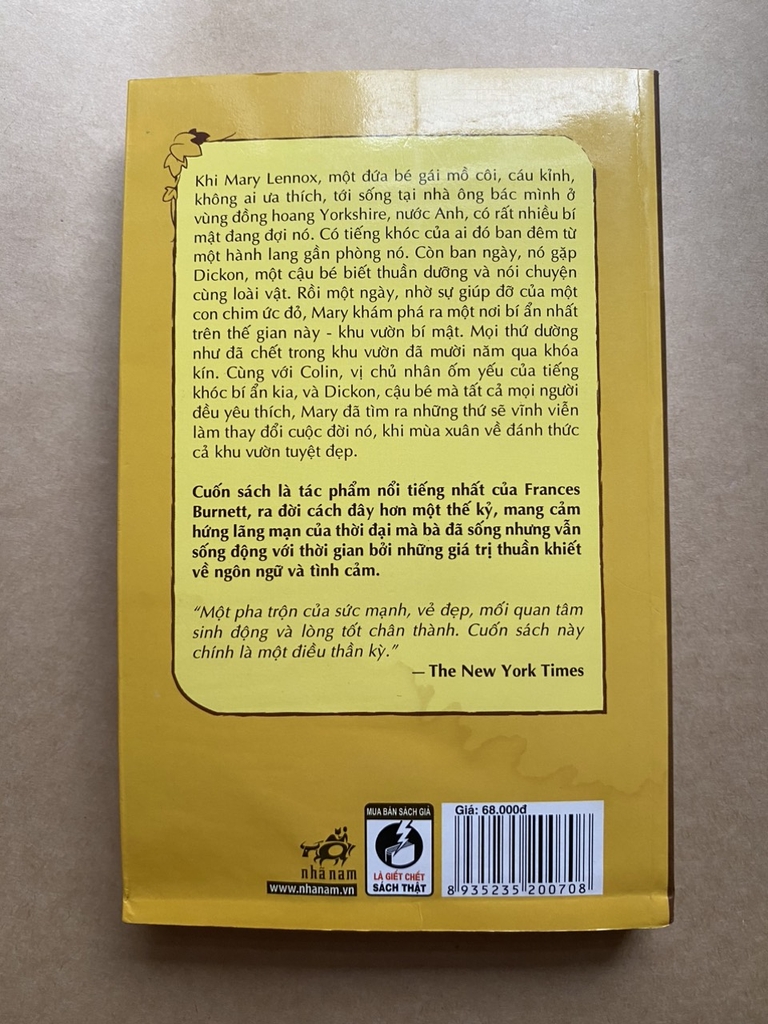 Khi Mary Lennox, một đứa bé gái mồ côi, cáu kỉnh,
không ai ưa thích, tới sống tại nhà ông bác mình ở
vùng đồng hoang Yorkshire, nước Anh, có rất nhiều bí
mật đang đợi nó. Có tiếng khóc của ai đó ban đêm từ
một hành lang gần phòng nó. Còn ban ngày, nó gặp
Dickon, một cậu bé biết thuần dưỡng và nói chuyện
cùng loài vật. Rồi một ngày, nhờ sự giúp đỡ của một
con chim ức đỏ, Mary khám phá ra một nơi bí ẩn nhất
trên thế gian này - khu vườn bí mật. Mọi thứ dường
như đã chết trong khu vườn đã mười năm qua khóa
kín. Cùng với Colin, vị chủ nhân ốm yếu của tiếng
khóc bí ẩn kia, và Dickon, cậu bé mà tất cả mọi người
đều yêu thích, Mary đã tìm ra những thứ sẽ vĩnh viễn
làm thay đổi cuộc đời nó, khi mùa xuân về đánh thức
cả khu vườn tuyệt đẹp.
Cuốn sách là tác phẩm nổi tiếng nhất của Frances
Burnett, ra đời cách đây hơn một thế kỷ, mang cảm
hứng lãng mạn của thời đại mà bà đã sống nhưng vẫn
sống động với thời gian bởi những giá trị thuần khiết
về ngôn ngữ và tình cảm.
“Một pha trộn của sức mạnh, vẻ đẹp, mối quan tâm
sinh động và lòng tốt chân thành. Cuốn sách này
chính là một điều thần kỳ.”
— The New York Times
nhã nam
www.nhanam.vn
MUA BÁN SÁCH GIẢ
LÀ GIẾT CHẾT
SÁCH THẬT
Giá: 68.000đ
8 935235 200708